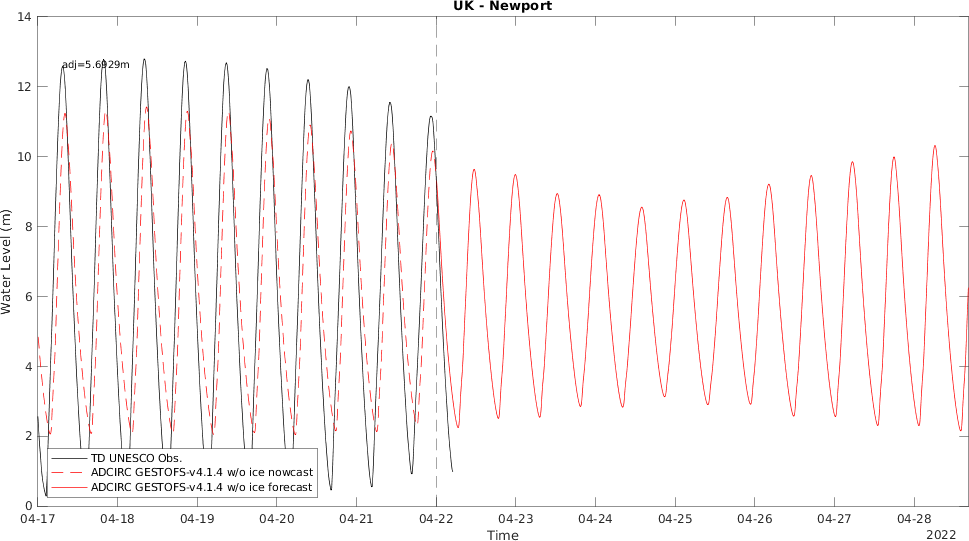 UK - Newport
adj=5.6929m
14
12
10
8
6
4
2
0
Water Level (m)
TD UNESCO Obs.
ADCIRC GESTOFS-v4.1.4 w/o ice nowcast
ADCIRC GESTOFS-v4.1.4 w/o ice forecast
04-17 04-18 04-19 04-20 04-21 04-22 04-23 04-24 04-25 04-26 04-27 04-28
Time
2022